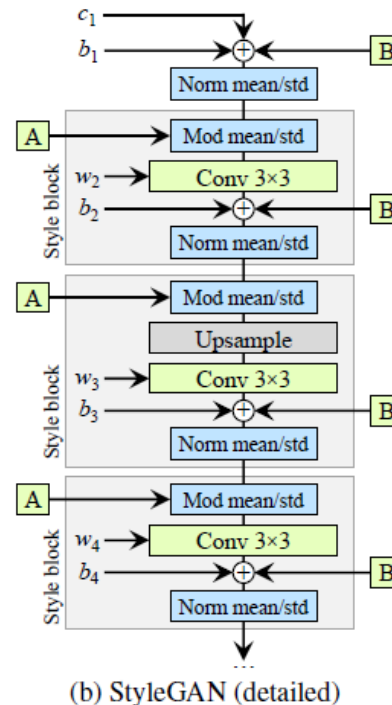 c1
b1 + B
Norm mean/std
A Mod mean/std
w2 Conv 3×3
b2 + B
Norm mean/std
Style block
A Mod mean/std
Upsample
w3 Conv 3×3
b3 + B
Norm mean/std
Style block
A Mod mean/std
w4 Conv 3×3
b4 + B
Norm mean/std
Style block
...
(b) StyleGAN (detailed)